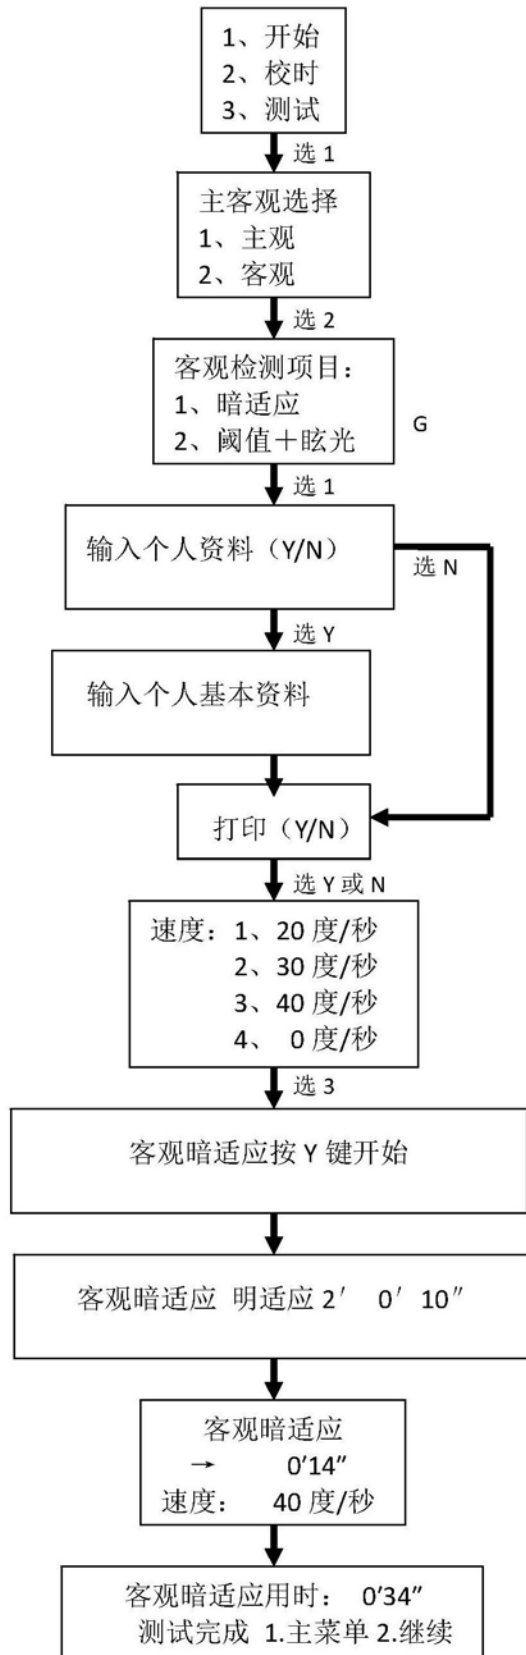 1、开始
2、校时
3、测试
选 1
主客观选择
1、主观
2、客观
选 2
客观检测项目：
1、暗适应
2、阈值＋眩光
G
选 1
输入个人资料（Y/N）
选 N
选 Y
输入个人基本资料
打印（Y/N）
选 Y 或 N
速度：1、20 度/秒
2、30 度/秒
3、40 度/秒
4、 0 度/秒
选 3
客观暗适应按 Y 键开始
客观暗适应 明适应 2′ 0′ 10″
客观暗适应
→ 0′14″
速度： 40 度/秒
客观暗适应用时： 0′34″
测试完成 1.主菜单 2.继续